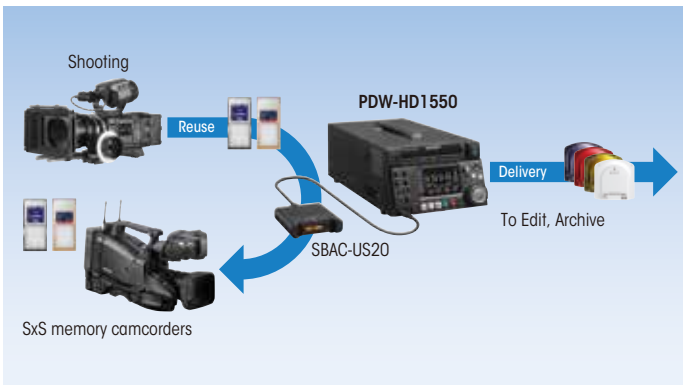 Shooting
PDW-HD1550
Reuse
Delivery
To Edit, Archive
SBAC-US20
SxS memory camcorders